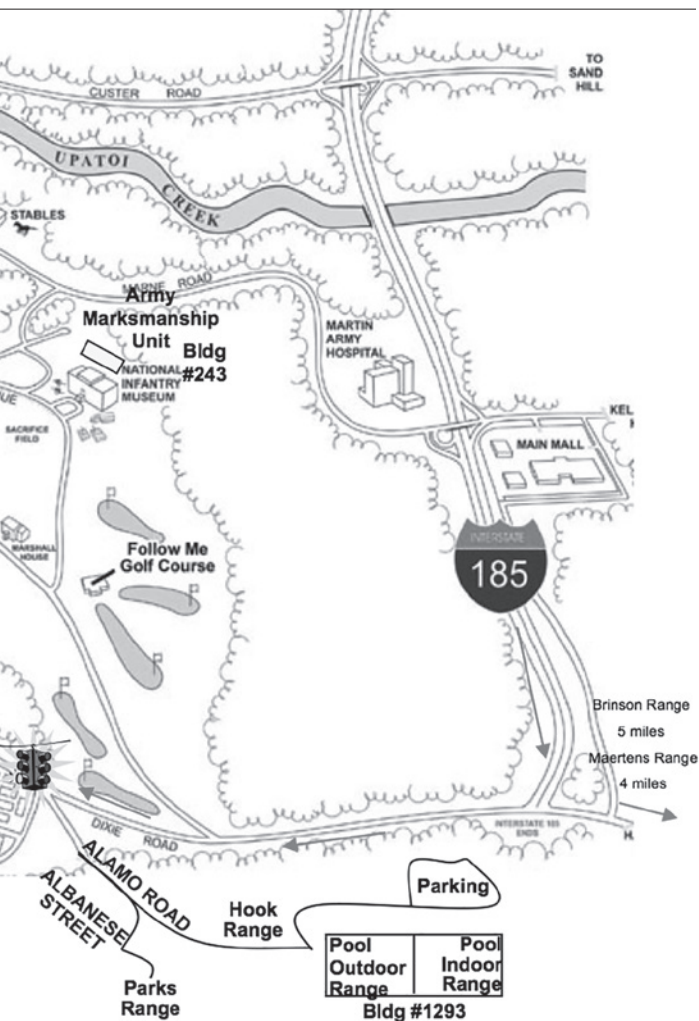 CUSTER ROAD
TO
SAND
HILL
UPATOI
CREEK
STABLES
MARNE ROAD
Army
Marksmanship
Unit
Bldg
#243
NATIONAL
INFANTRY
MUSEUM
MARTIN
ARMY
HOSPITAL
SACRIFICE
FIELD
MAIN MALL
MARSHALL
HOUSE
Follow Me
Golf Course
INTERSTATE
185
Brinson Range
5 miles
Maertens Range
4 miles
DIXIE ROAD
INTERSTATE 185
ENDS
ALAMO ROAD
ALBANESE
STREET
Hook
Range
Parking
Parks
Range
Pool
Outdoor
Range
Pool
Indoor
Range
Bldg #1293